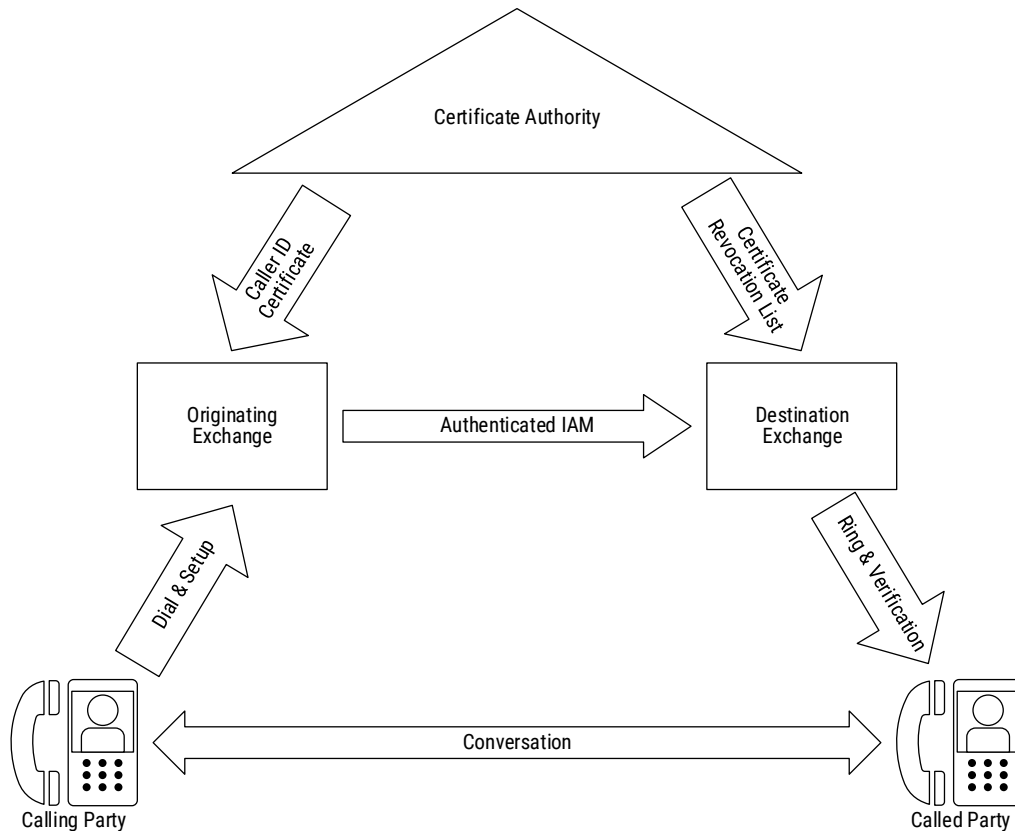 Certificate Authority
Caller ID
Certificate
Certificate
Revocation List
Originating
Exchange
Authenticated IAM
Destination
Exchange
Dial & Setup
Ring & Verification
Conversation
Calling Party
Called Party